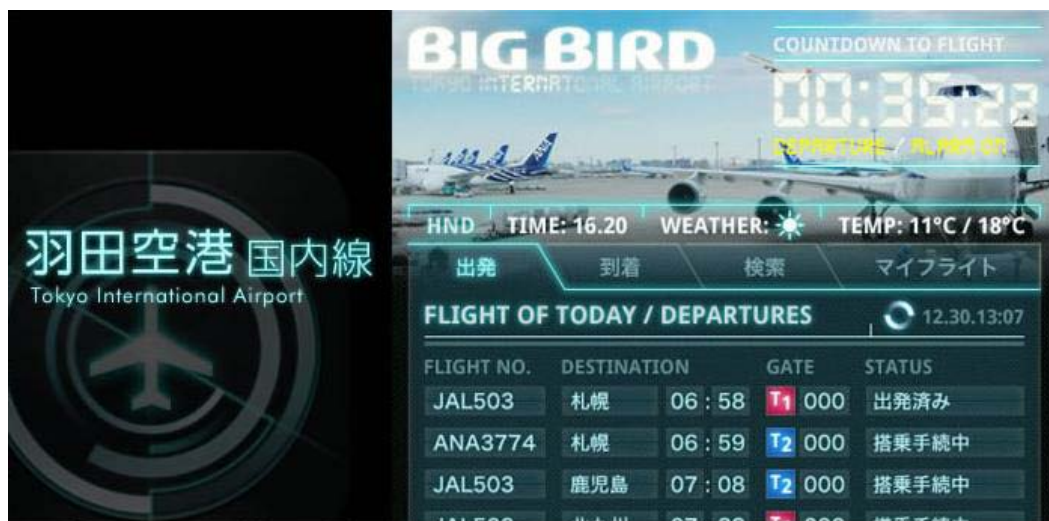 羽田空港 国内線
Tokyo International Airport
BIG BIRD
TOKYO INTERNATIONAL AIRPORT
COUNTDOWN TO FLIGHT
00:35.22
DEPARTURE / ALARM ON
HND TIME: 16.20 WEATHER: TEMP: 11°C / 18°C
出発 到着 検索 マイフライト
FLIGHT OF TODAY / DEPARTURES 12.30.13:07
FLIGHT NO. DESTINATION GATE STATUS
JAL503 札幌 06 : 58 T1 000 出発済み
ANA3774 札幌 06 : 59 T2 000 搭乗手続中
JAL503 鹿児島 07 : 08 T2 000 搭乗手続中